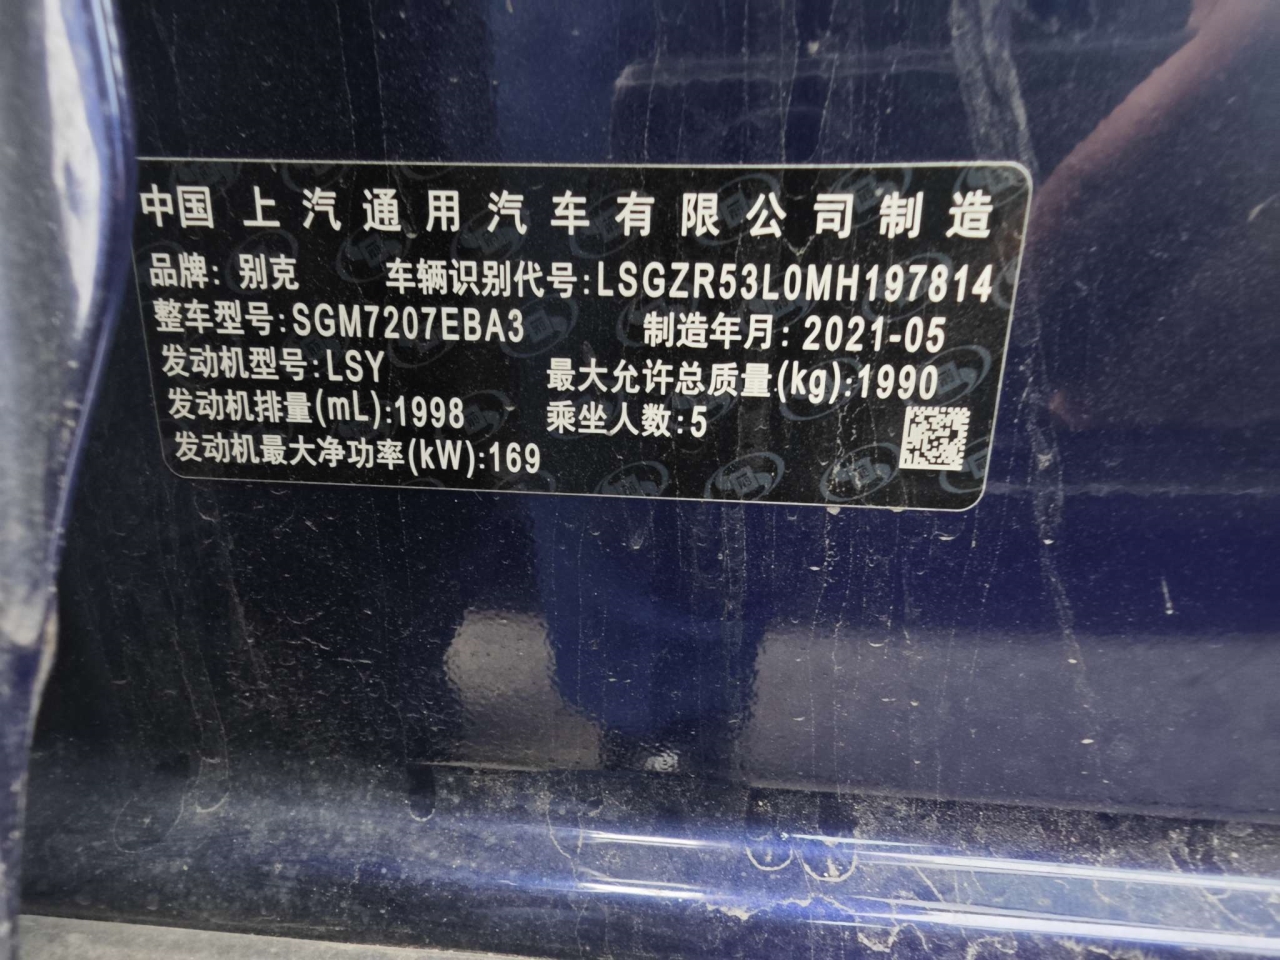 中国上汽通用汽车有限公司制造
品牌: 别克 车辆识别代号:LSGZR53L0MH197814
整车型号:SGM7207EBA3 制造年月: 2021-05
发动机型号:LSY 最大允许总质量(kg):1990
发动机排量(mL):1998 乘坐人数:5
发动机最大净功率(kW):169